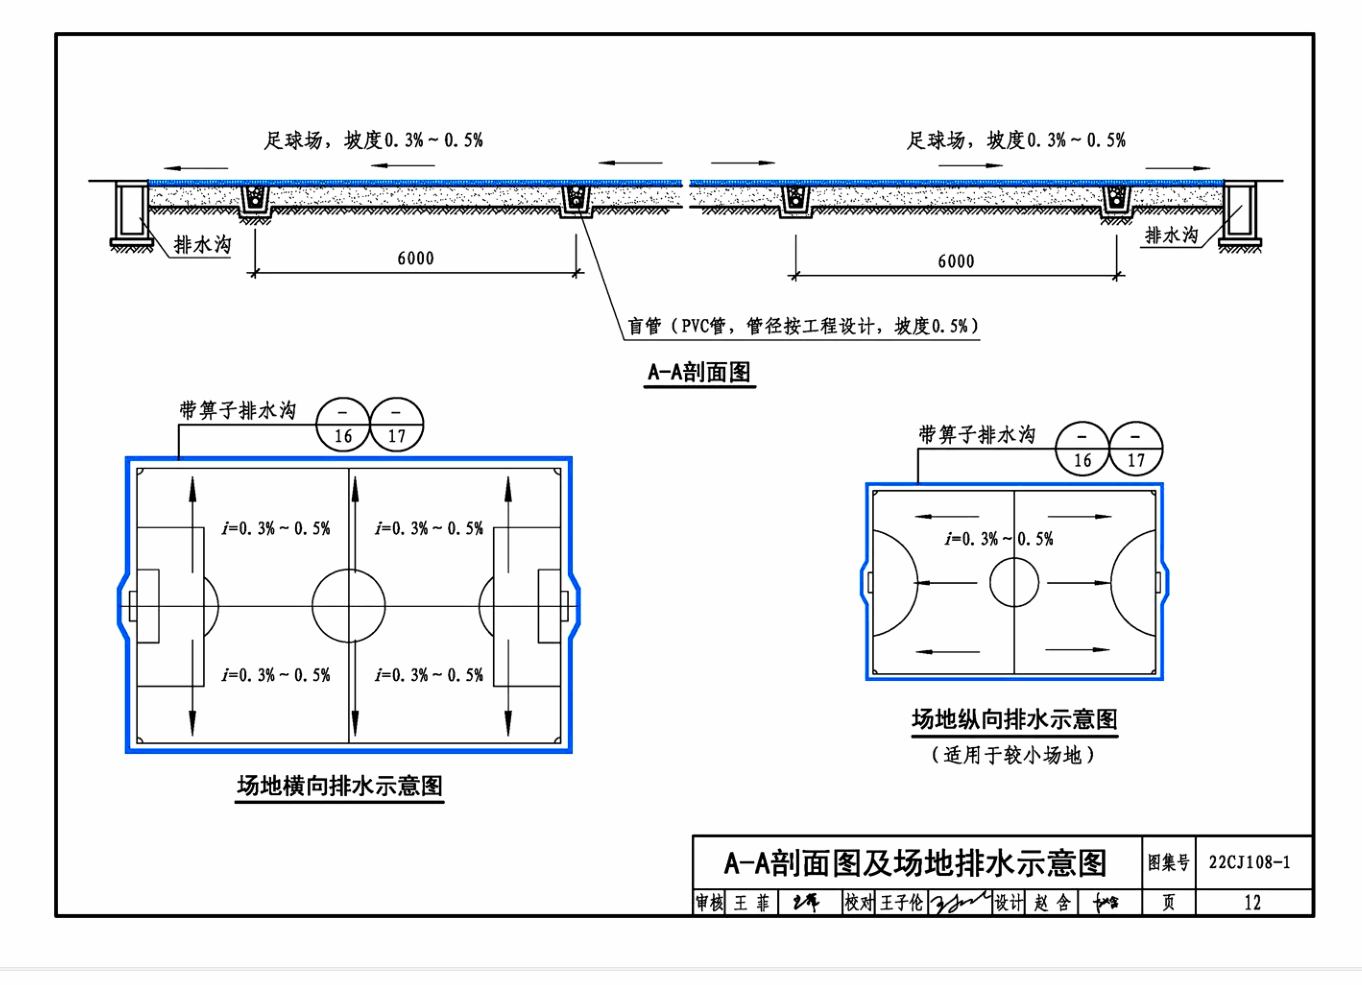 足球场，坡度0.3%～0.5%
足球场，坡度0.3%～0.5%
排水沟
6000
6000
排水沟
盲管（PVC管，管径按工程设计，坡度0.5%）
A-A剖面图
带箅子排水沟
－
16
－
17
带箅子排水沟
－
16
－
17
i=0.3%～0.5%
i=0.3%～0.5%
i=0.3%～0.5%
i=0.3%～0.5%
i=0.3%～0.5%
场地横向排水示意图
场地纵向排水示意图
（适用于较小场地）
A-A剖面图及场地排水示意图
图集号
22CJ108-1
审核 王菲 校对 王子伦 设计 赵含
页
12